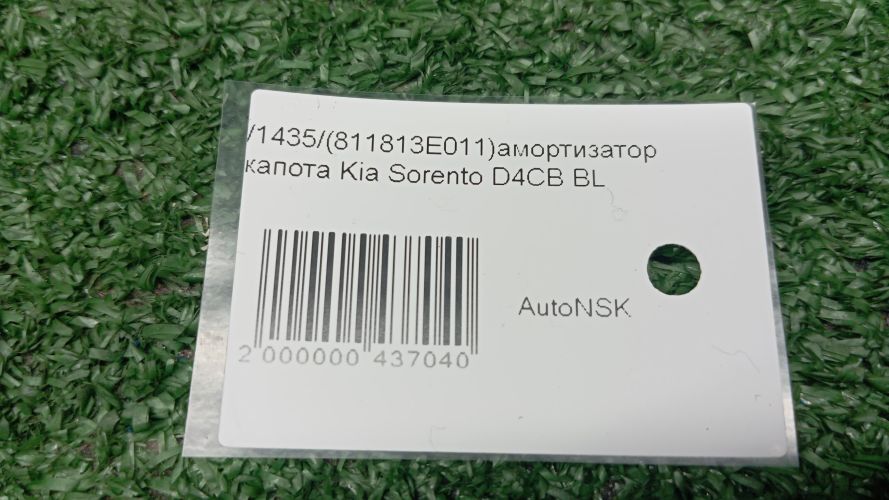 /1435/(811813E011)амортизатор
капота Kia Sorento D4CB BL
AutoNSK
2 000000 437040